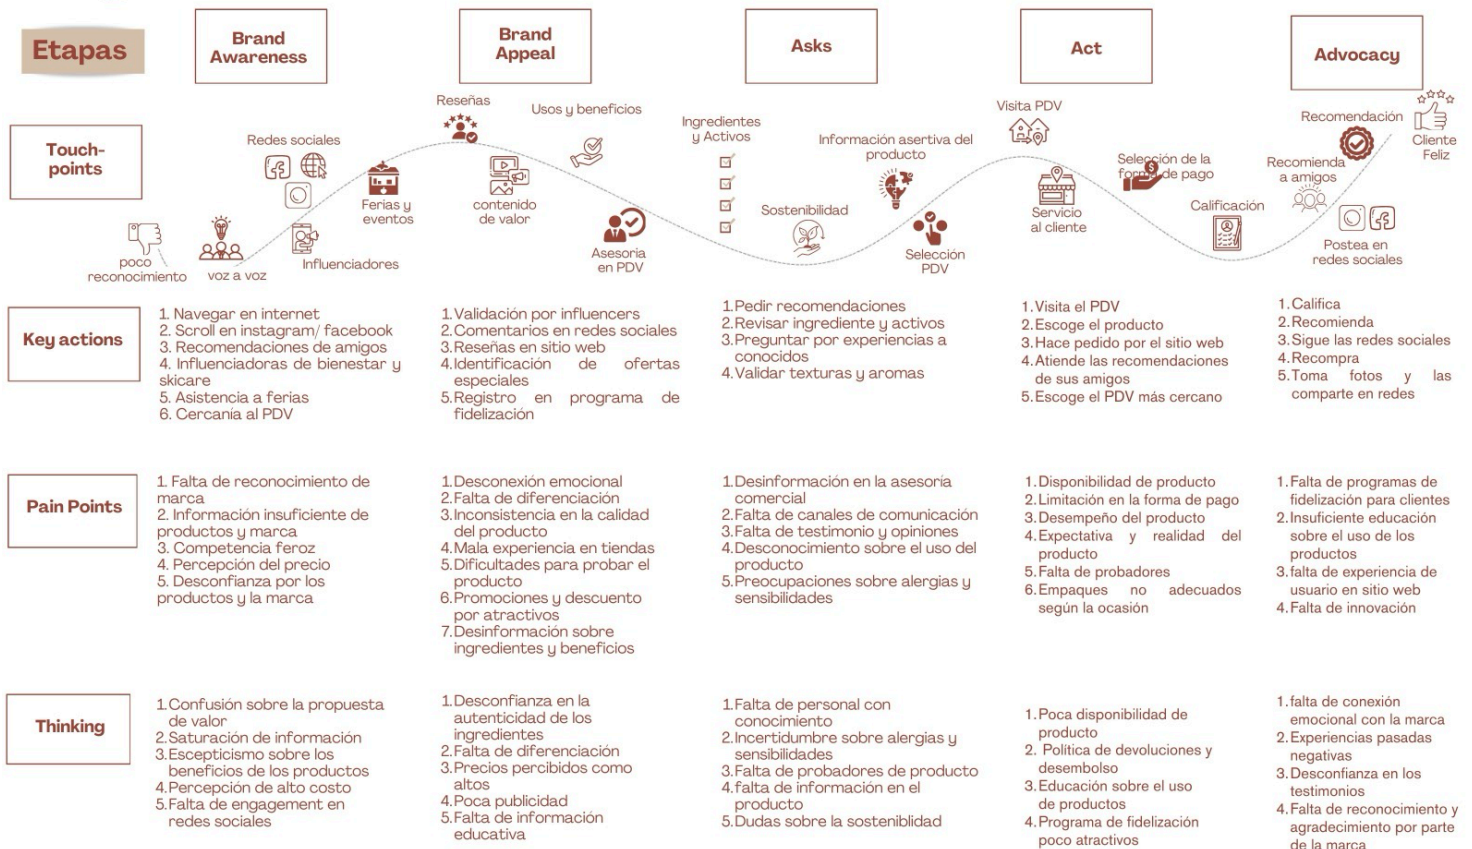 Etapas
Brand
Awareness
Brand
Appeal
Asks
Act
Advocacy
Touch-
points
poco
reconocimiento
voz a voz
Redes sociales
Influenciadores
Ferias y
eventos
Reseñas
contenido
de valor
Usos y beneficios
Asesoria
en PDV
Ingredientes
y Activos
Sostenibilidad
Información asertiva del
producto
Selección
PDV
Visita PDV
Servicio
al cliente
Selección de la
forma de pago
Calificación
Recomienda
a amigos
Recomendación
Postea en
redes sociales
Cliente
Feliz
Key actions
1. Navegar en internet
2. Scroll en instagram/ facebook
3. Recomendaciones de amigos
4. Influenciadoras de bienestar y
skicare
5. Asistencia a ferias
6. Cercanía al PDV
1. Validación por influencers
2. Comentarios en redes sociales
3. Reseñas en sitio web
4. Identificación de ofertas
especiales
5. Registro en programa de
fidelización
1. Pedir recomendaciones
2. Revisar ingrediente y activos
3. Preguntar por experiencias a
conocidos
4. Validar texturas y aromas
1. Visita el PDV
2. Escoge el producto
3. Hace pedido por el sitio web
4. Atiende las recomendaciones
de sus amigos
5. Escoge el PDV más cercano
1. Califica
2. Recomienda
3. Sigue las redes sociales
4. Recompra
5. Toma fotos y las
comparte en redes
Pain Points
1. Falta de reconocimiento de
marca
2. Información insuficiente de
productos y marca
3. Competencia feroz
4. Percepción del precio
5. Desconfianza por los
productos y la marca
1. Desconexión emocional
2. Falta de diferenciación
3. Inconsistencia en la calidad
del producto
4. Mala experiencia en tiendas
5. Dificultades para probar el
producto
6. Promociones y descuento
por atractivos
7. Desinformación sobre
ingredientes y beneficios
1. Desinformación en la asesoría
comercial
2. Falta de canales de comunicación
3. Falta de testimonio y opiniones
4. Desconocimiento sobre el uso del
producto
5. Preocupaciones sobre alergias y
sensibilidades
1. Disponibilidad de producto
2. Limitación en la forma de pago
3. Desempeño del producto
4. Expectativa y realidad del
producto
5. Falta de probadores
6. Empaques no adecuados
según la ocasión
1. Falta de programas de
fidelización para clientes
2. Insuficiente educación
sobre el uso de los
productos
3. falta de experiencia de
usuario en sitio web
4. Falta de innovación
Thinking
1. Confusión sobre la propuesta
de valor
2. Saturación de información
3. Escepticismo sobre los
beneficios de los productos
4. Percepción de alto costo
5. Falta de engagement en
redes sociales
1. Desconfianza en la
autenticidad de los
ingredientes
2. Falta de diferenciación
3. Precios percibidos como
altos
4. Poca publicidad
5. Falta de información
educativa
1. Falta de personal con
conocimiento
2. Incertidumbre sobre alergias y
sensibilidades
3. Falta de probadores de producto
4. falta de información en el
producto
5. Dudas sobre la sosteniblidad
1. Poca disponibilidad de
producto
2. Política de devoluciones y
desembolso
3. Educación sobre el uso
de productos
4. Programa de fidelización
poco atractivos
1. falta de conexión
emocional con la marca
2. Experiencias pasadas
negativas
3. Desconfianza en los
testimonios
4. Falta de reconocimiento y
agradecimiento por parte
de la marca